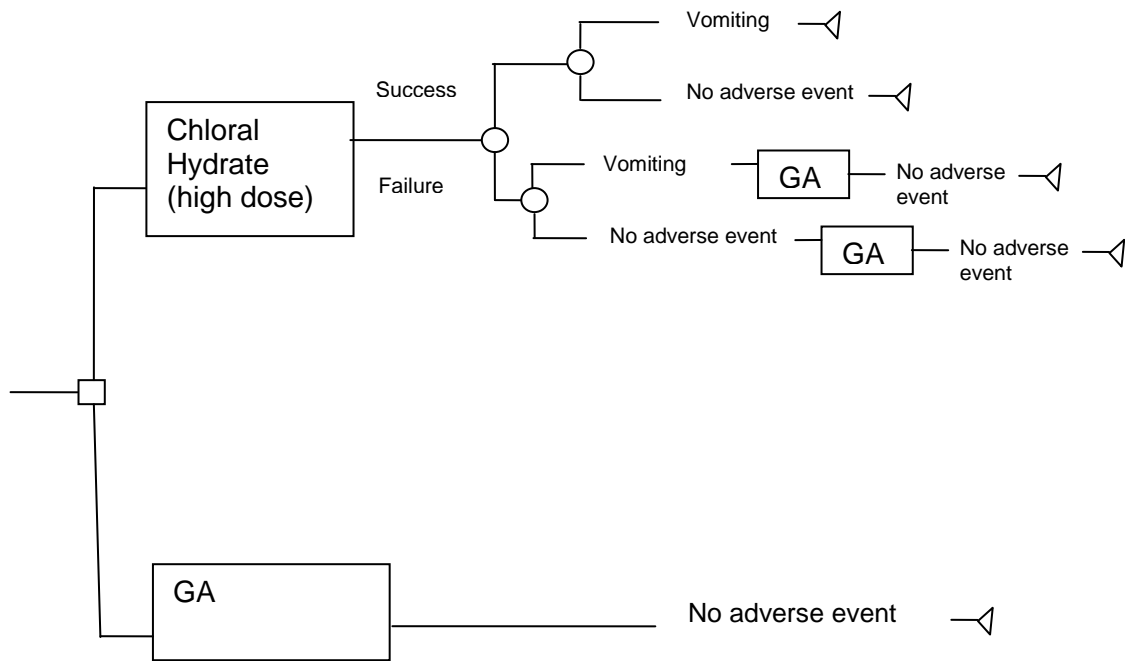 Vomiting
Success
No adverse event
Chloral
Hydrate
(high dose)
Vomiting
GA
No adverse
event
Failure
No adverse event
GA
No adverse
event
GA
No adverse event